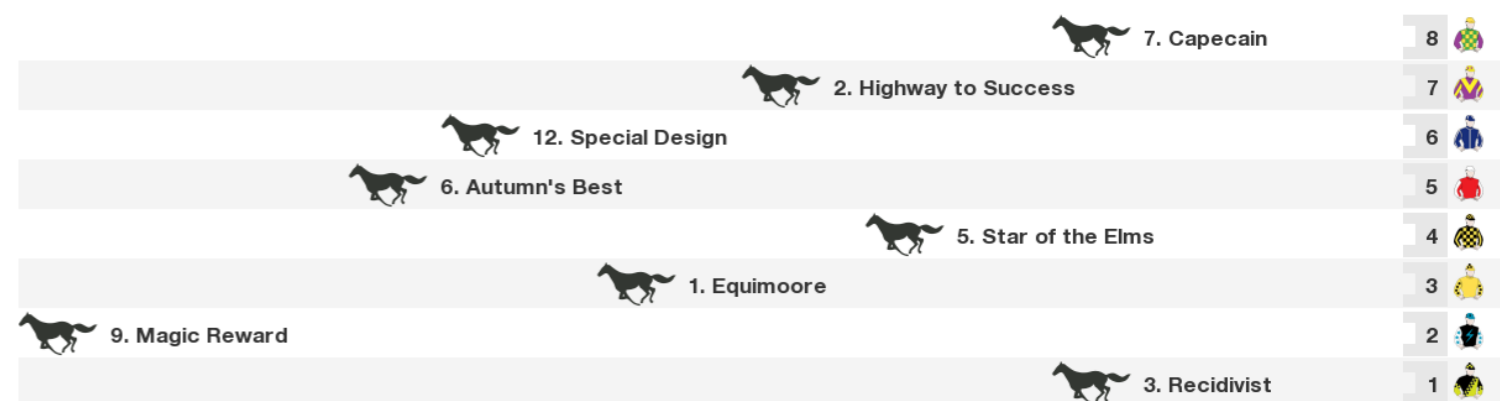 7. Capecain 8
2. Highway to Success 7
12. Special Design 6
6. Autumn's Best 5
5. Star of the Elms 4
1. Equimoore 3
9. Magic Reward 2
3. Recidivist 1